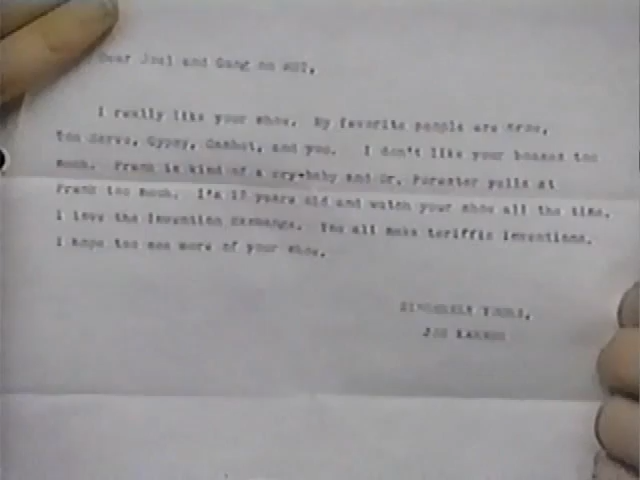 Dear Joel and Gang on
I really like your show. My favorite people are Crow,
Tom Servo, Gypsy, Cambot, and you. I don't like your bosses too
much. Frank is kind of a cry-baby and Dr. Forester yells at
Frank too much. I'm years old and watch your show all the time.
I love the Invention Exchange. You all make teriffic inventions.
I hope too see more of your show.
SINCERELY YOURS,